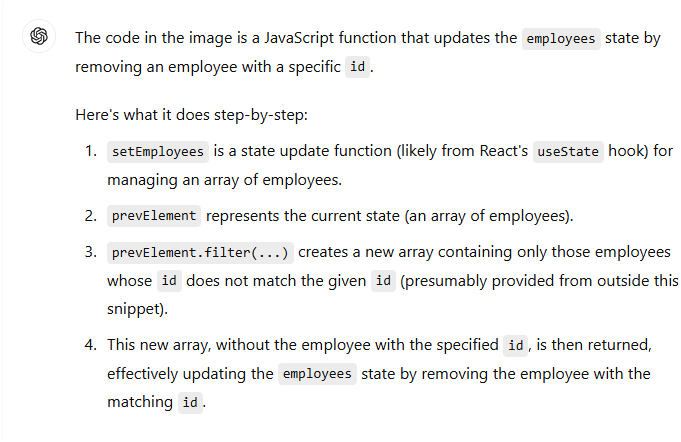 The code in the image is a JavaScript function that updates the employees state by
removing an employee with a specific id.
Here's what it does step-by-step:
1. setEmployees is a state update function (likely from React's useState hook) for
managing an array of employees.
2. prevElement represents the current state (an array of employees).
3. prevElement.filter(...) creates a new array containing only those employees
whose id does not match the given id (presumably provided from outside this
snippet).
4. This new array, without the employee with the specified id, is then returned,
effectively updating the employees state by removing the employee with the
matching id.